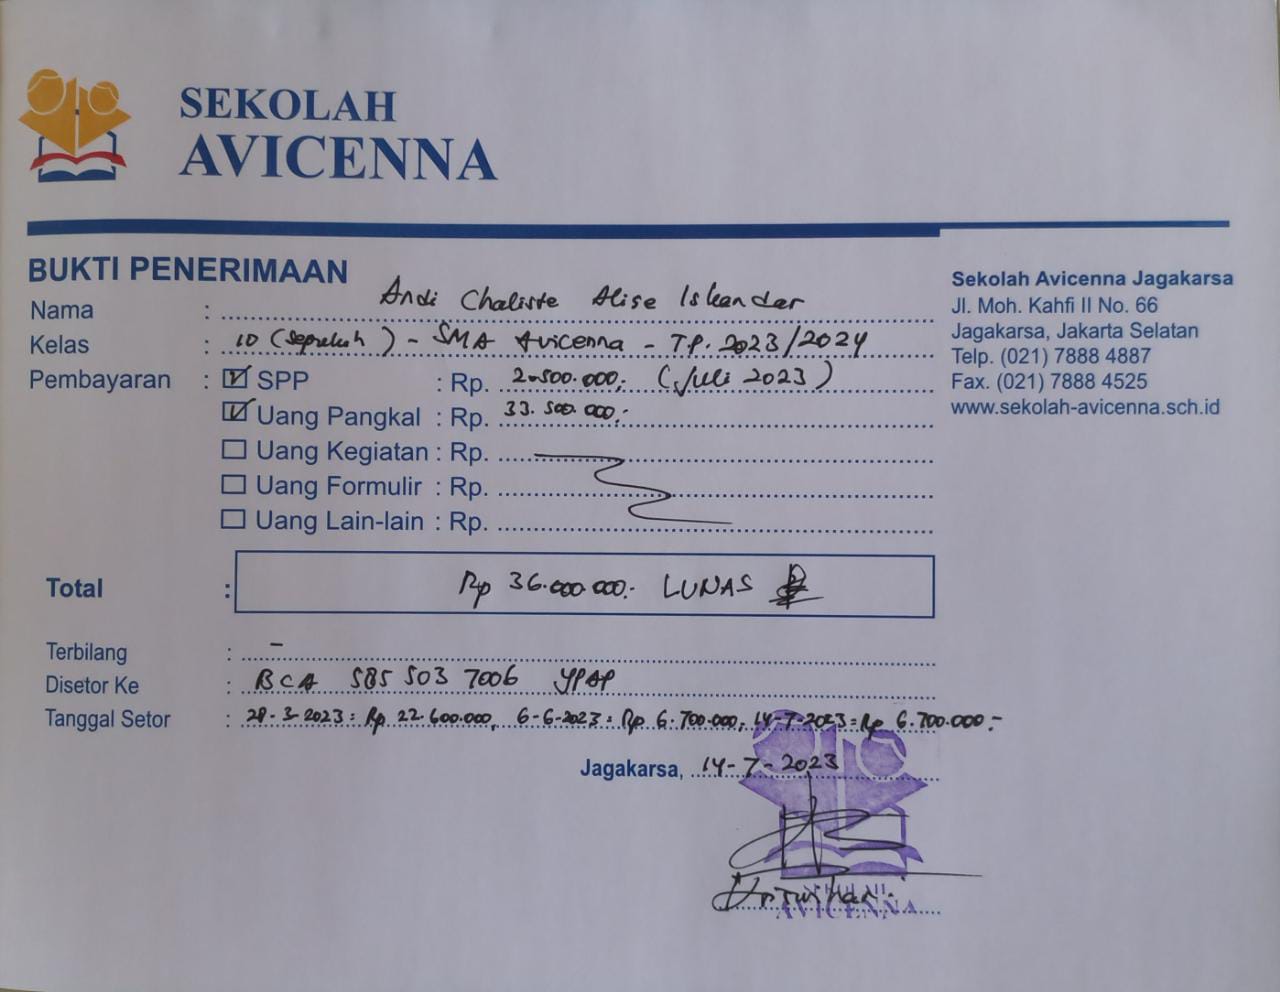 SEKOLAH
AVICENNA
BUKTI PENERIMAAN
Nama : Andi Chaliste Alise Iskandar
Kelas : 10 (Sepuluh) - SMA Avicenna - TP. 2023/2024
Pembayaran : SPP : Rp. 2.500.000,- (Juli 2023)
Uang Pangkal : Rp. 33.500.000,-
Uang Kegiatan : Rp.
Uang Formulir : Rp.
Uang Lain-lain : Rp.
Total : Rp 36.000.000,- LUNAS
Terbilang : -
Disetor Ke : BCA 585 503 7006 YPAP
Tanggal Setor : 28-3-2023 = Rp 22.600.000, 6-6-2023 = Rp 6.700.000, 14-7-2023 = Rp 6.700.000,-
Jagakarsa, 14-7-2023
AVICENNA
Sekolah Avicenna Jagakarsa
Jl. Moh. Kahfi II No. 66
Jagakarsa, Jakarta Selatan
Telp. (021) 7888 4887
Fax. (021) 7888 4525
www.sekolah-avicenna.sch.id